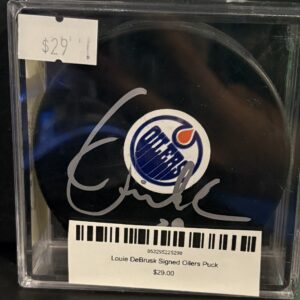 $29
OILERS
Louie DeBrusk Signed Oilers Puck
$29.00